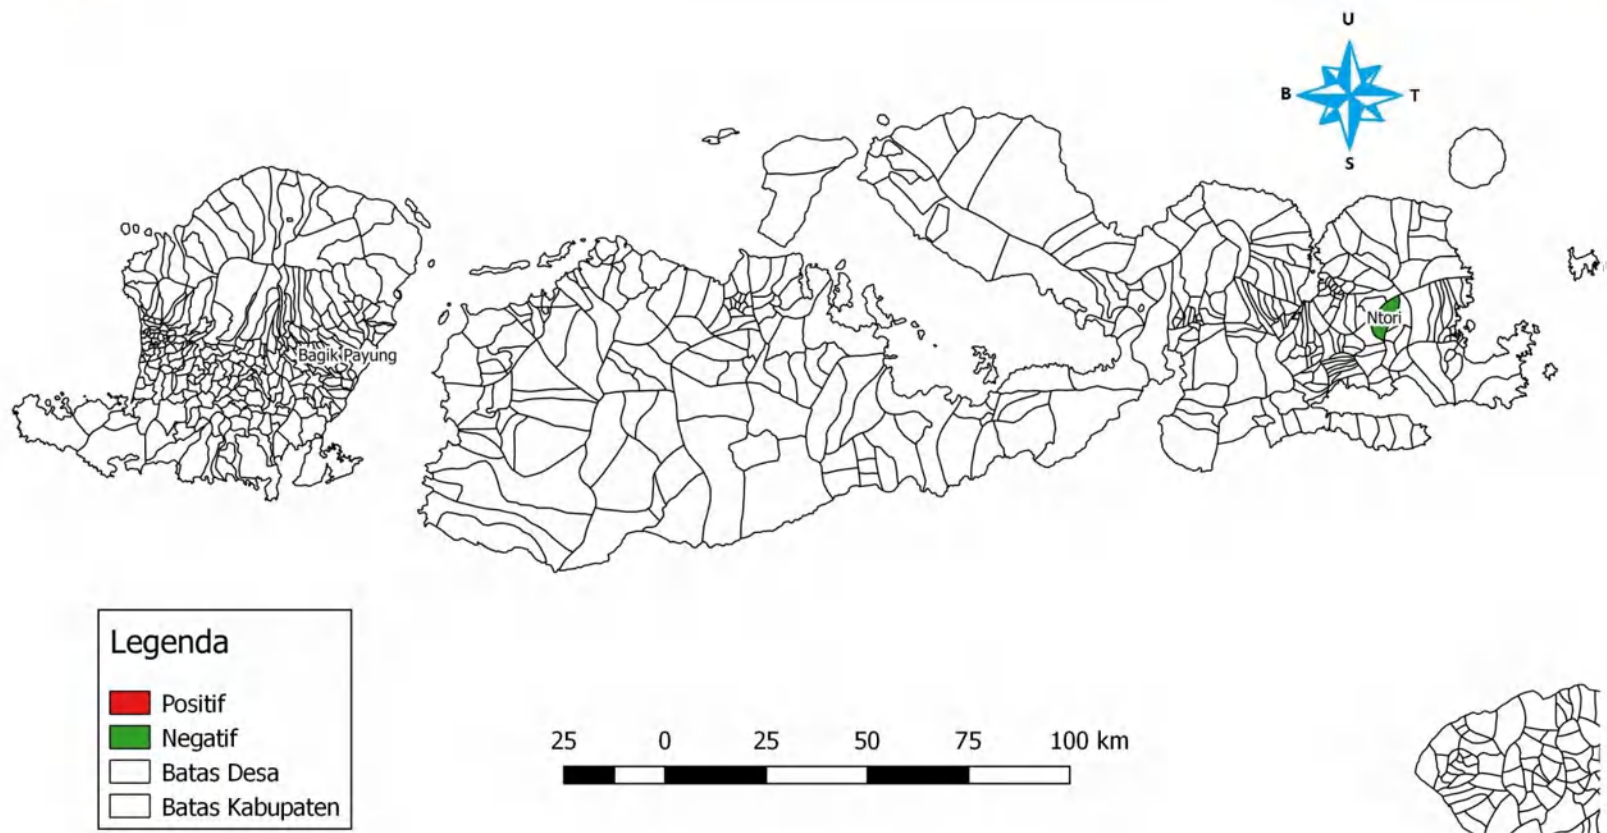 U
B
T
S
Ntori
Bagik Payung
Legenda
Positif
Negatif
Batas Desa
Batas Kabupaten
25 0 25 50 75 100 km